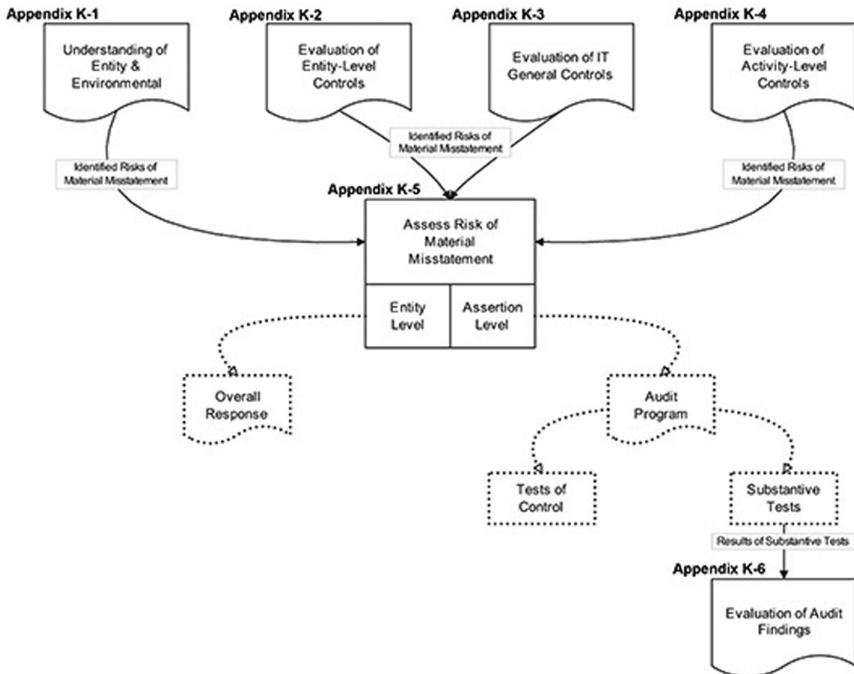 Appendix K-1
Appendix K-2
Appendix K-3
Appendix K-4
Understanding of
Entity &
Environmental
Evaluation of
Entity-Level
Controls
Evaluation of IT
General Controls
Evaluation of
Activity-Level
Controls
Identified Risks of
Material Misstatement
Identified Risks of
Material Misstatement
Identified Risks of
Material Misstatement
Appendix K-5
Assess Risk of
Material
Misstatement
Entity
Level
Assertion
Level
Overall
Response
Audit
Program
Tests of
Control
Substantive
Tests
Results of Substantive Tests
Appendix K-6
Evaluation of Audit
Findings